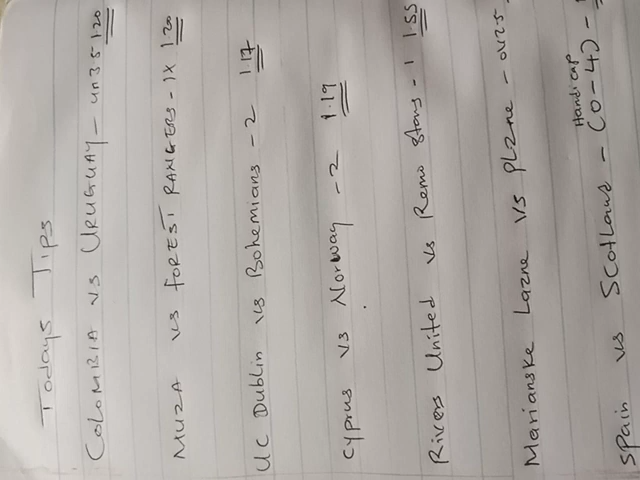 Todays Tips
COLOMBIA vs URUGUAY - un 3 5 1.20
MUZA vs FOREST RANGERS - 1X 1.20
UC Dublin vs Bohemians - 2 1.17
Cyprus vs Norway - 2 1.19
Rivers United vs Remo Stars - 1 1.55
Marianske Lazne vs Plzne - over
Handicap
Spain vs Scotland - (0-4)